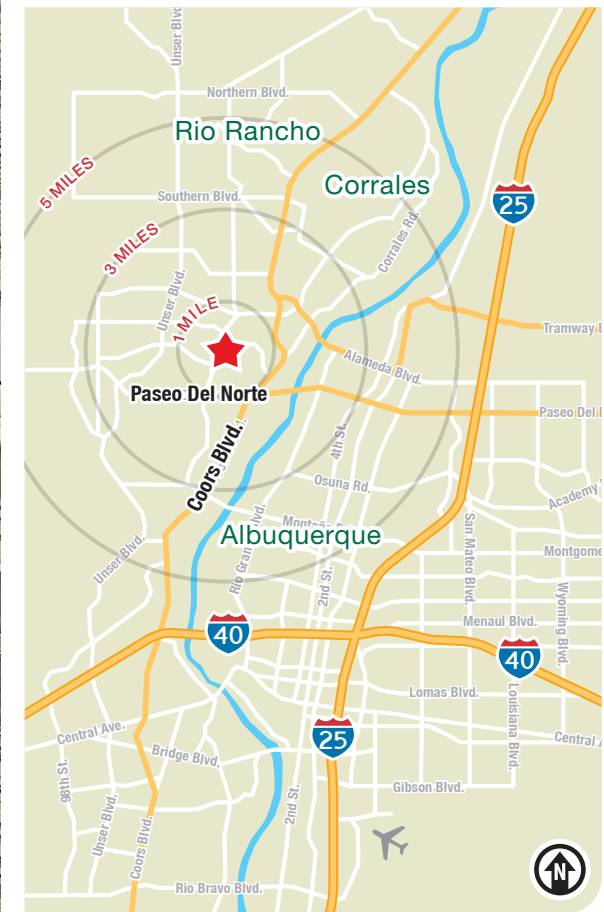 Unser Blvd
Northern Blvd.
Rio Rancho
5 MILES
Corrales
Southern Blvd.
25
3 MILES
Corrales Rd.
Unser Blvd.
1 MILE
Tramway
Alameda Blvd.
Paseo Del Norte
Paseo Del
Coors Blvd.
4th St.
Osuna Rd.
Academy
San Mateo Blvd.
Albuquerque
Montgome
Unser Blvd.
2nd St.
Wyoming Blvd.
Menaul Blvd.
40
40
Lomas Blvd.
Louisiana Blvd.
Central Ave.
25
Central
Bridge Blvd.
98th St.
Gibson Blvd.
2nd St.
Unser Blvd.
Coors Blvd.
Rio Bravo Blvd.
N